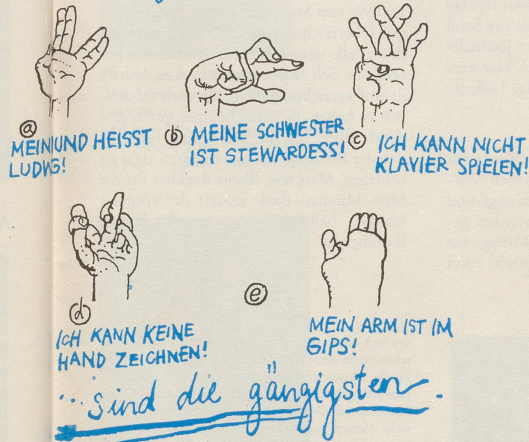 ⓐ
MEIN HUND HEISST
LUDWIG!
ⓑ MEINE SCHWESTER
IST STEWARDESS!
ⓒ ICH KANN NICHT
KLAVIER SPIELEN!
ⓓ
ICH KANN KEINE
HAND ZEICHNEN!
ⓔ
MEIN ARM IST IM
GIPS!
...sind die gängigsten.